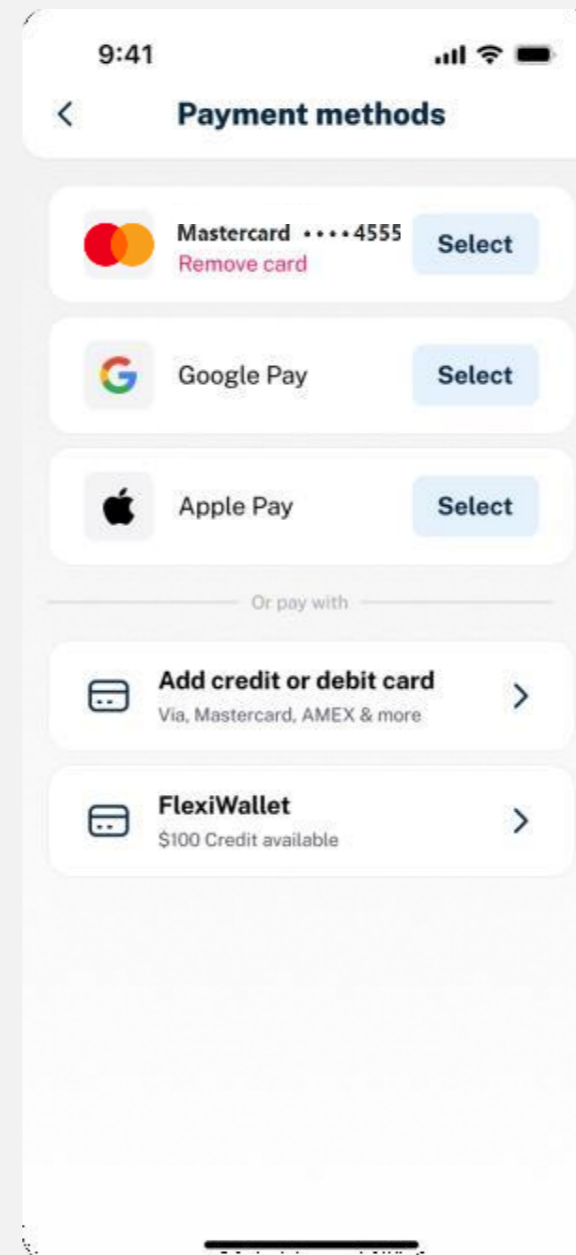 9:41
Payment methods
Mastercard ••••4555
Remove card
Select
Google Pay
Select
Apple Pay
Select
Or pay with
Add credit or debit card
Via, Mastercard, AMEX & more
FlexiWallet
$100 Credit available